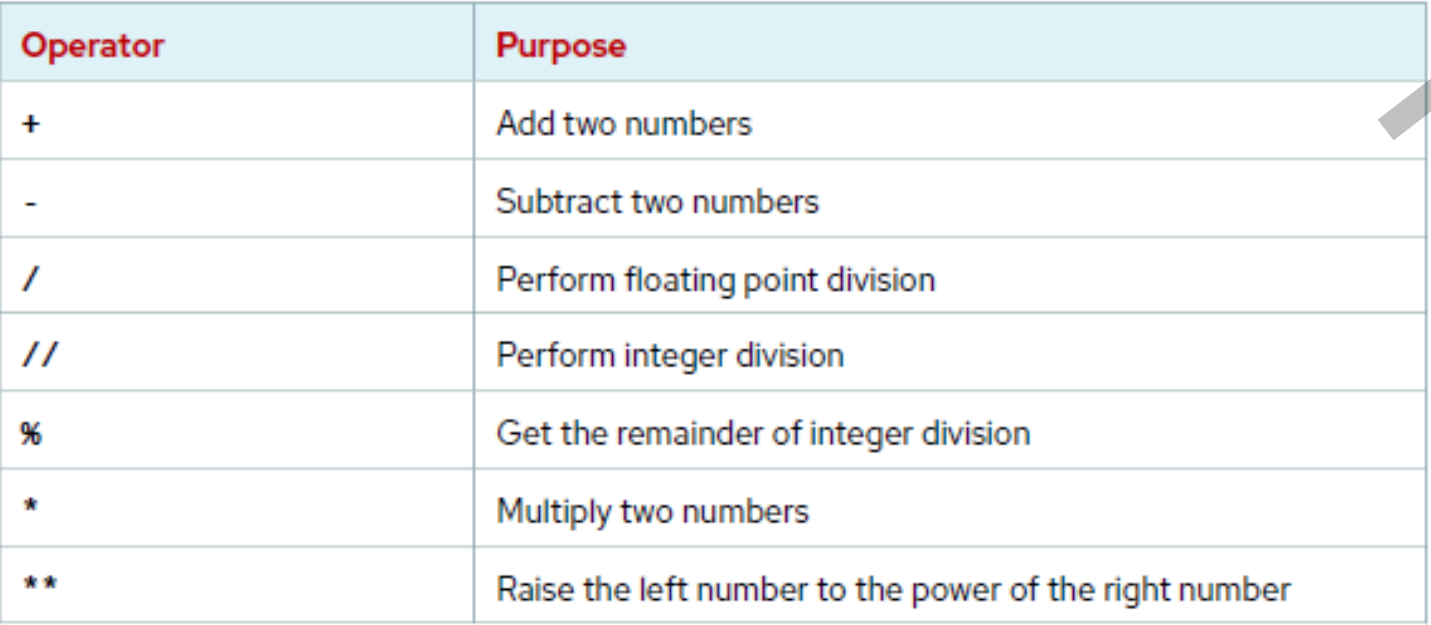 Operator Purpose
+ Add two numbers
- Subtract two numbers
/ Perform floating point division
// Perform integer division
% Get the remainder of integer division
* Multiply two numbers
** Raise the left number to the power of the right number